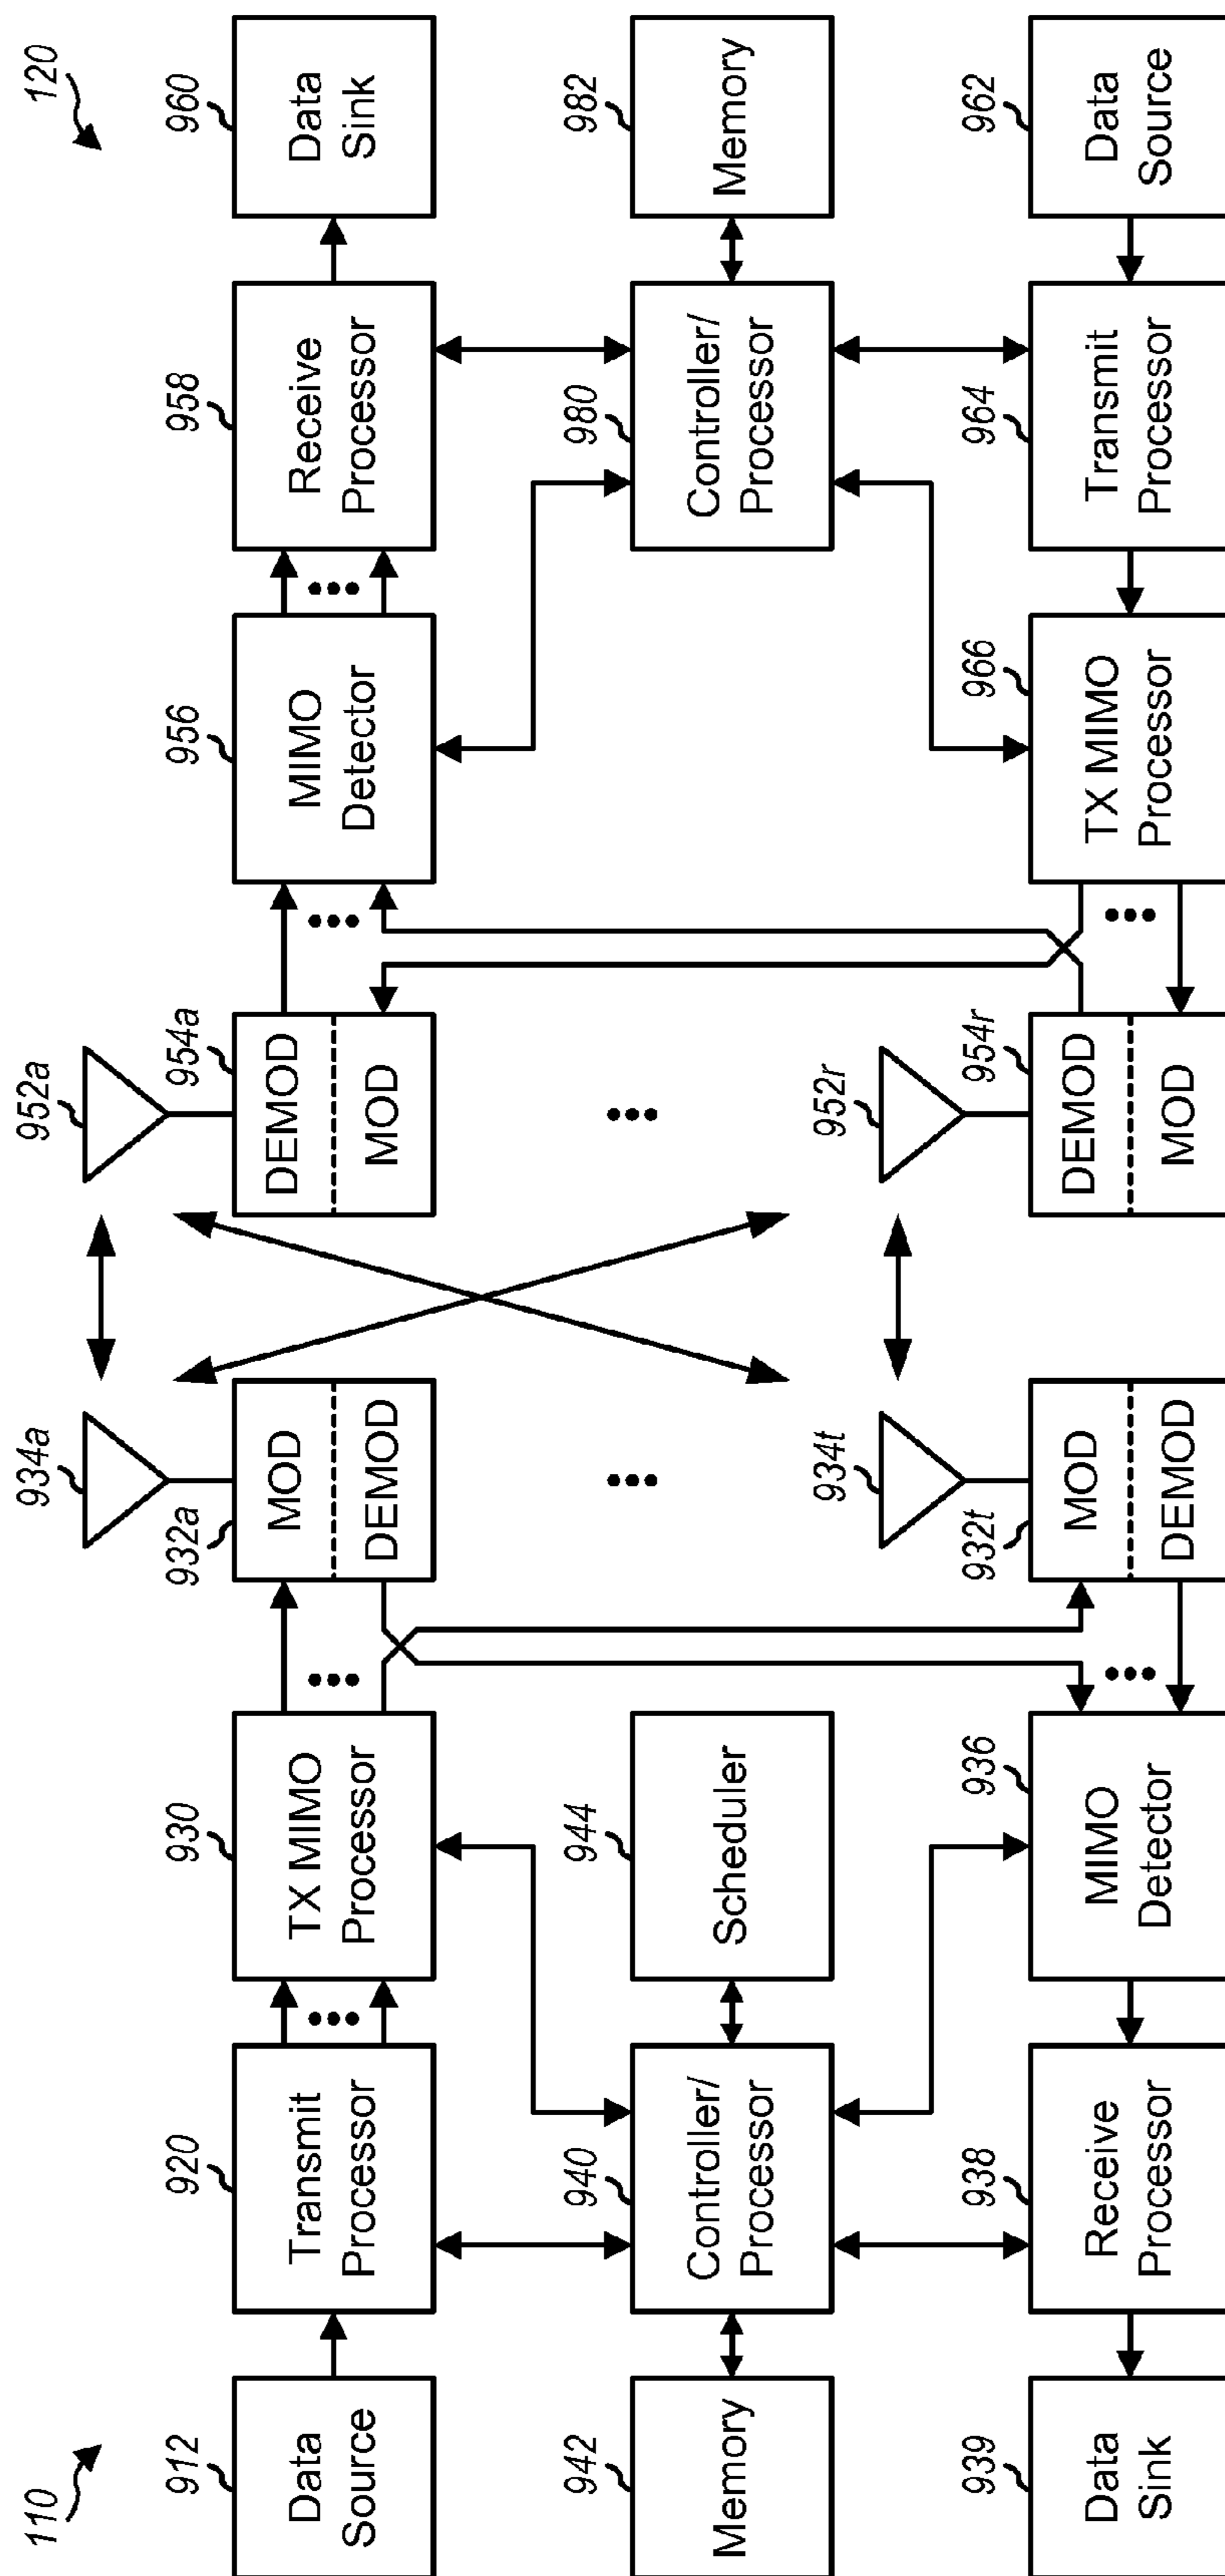 110
120
912
Data
Source
920
Transmit
Processor
930
TX MIMO
Processor
•••
•••
934a
932a
MOD
DEMOD
952a
954a
DEMOD
MOD
•••
956
MIMO
Detector
•••
958
Receive
Processor
960
Data
Sink
942
Memory
940
Controller/
Processor
944
Scheduler
•••
•••
980
Controller/
Processor
982
Memory
939
Data
Sink
938
Receive
Processor
936
MIMO
Detector
•••
934t
932t
MOD
DEMOD
952r
954r
DEMOD
MOD
•••
966
TX MIMO
Processor
964
Transmit
Processor
962
Data
Source